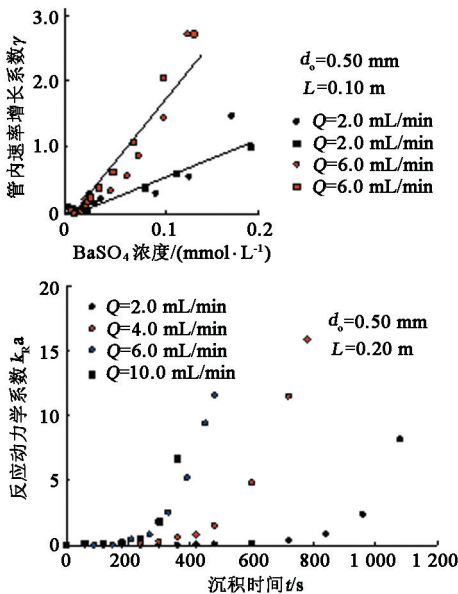 管内速率增长系数γ
3.0
2.0
1.0
0
0
0.1
0.2
BaSO₄浓度/(mmol·L⁻¹)
dₒ=0.50 mm
L=0.10 m
Q=2.0 mL/min
Q=2.0 mL/min
Q=6.0 mL/min
Q=6.0 mL/min
反应动力学系数 kRa
20
15
10
5
0
Q=2.0 mL/min
Q=4.0 mL/min
Q=6.0 mL/min
Q=10.0 mL/min
dₒ=0.50 mm
L=0.20 m
0 200 400 600 800 1 000 1 200
沉积时间t/s